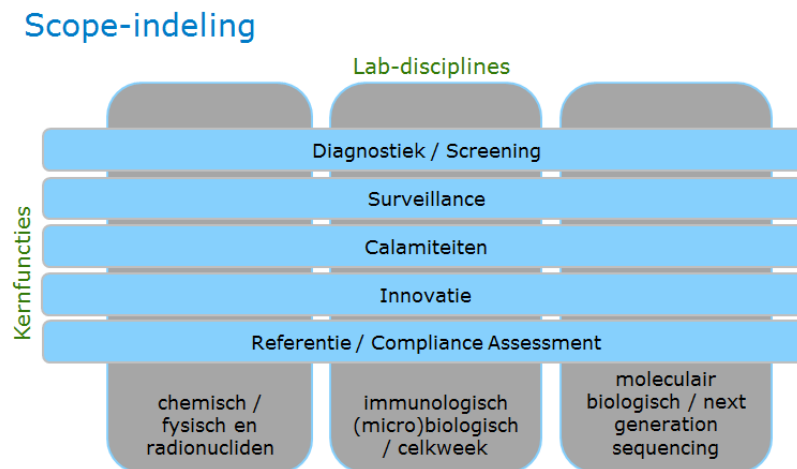 Scope-indeling
Lab-disciplines
Kernfuncties
Diagnostiek / Screening
Surveillance
Calamiteiten
Innovatie
Referentie / Compliance Assessment
chemisch /
fysisch en
radionucliden
immunologisch
(micro)biologisch
/ celkweek
moleculair
biologisch / next
generation
sequencing